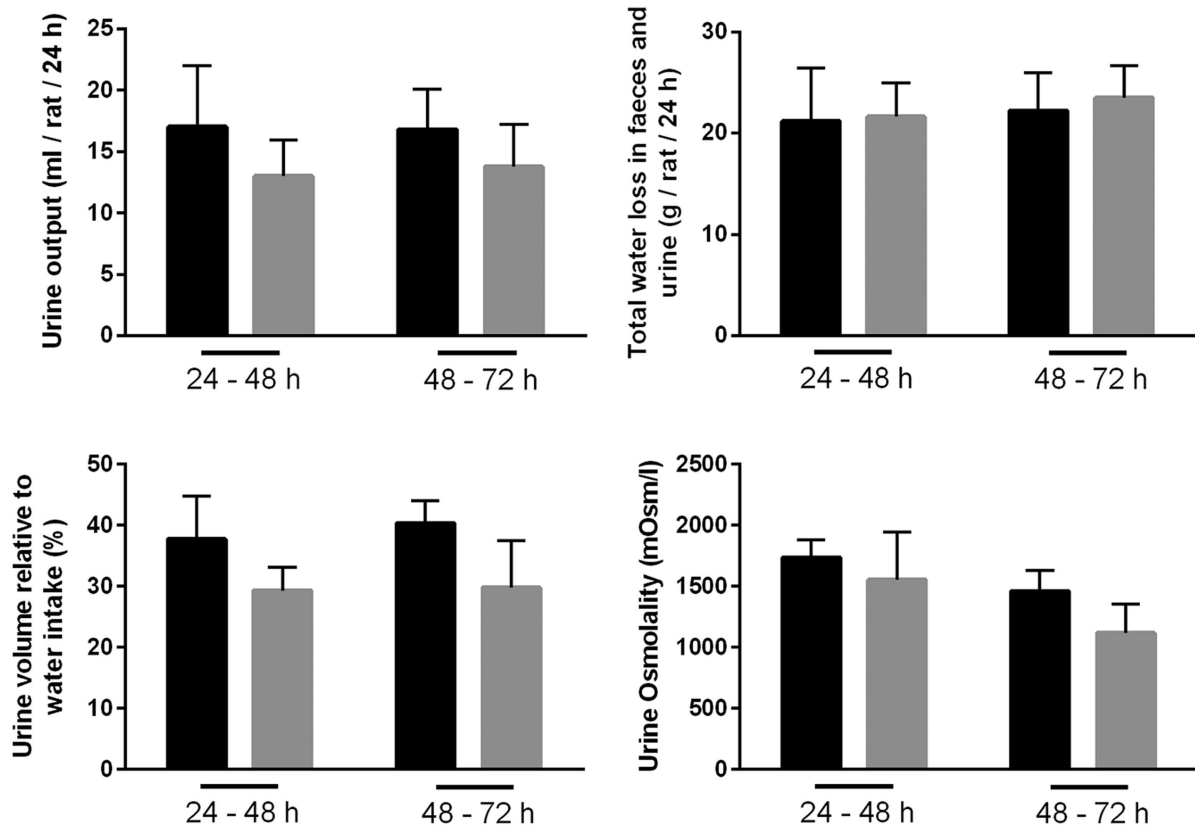 Urine output (ml / rat / 24 h)
25
20
15
10
5
0
24 - 48 h
48 - 72 h
Total water loss in faeces and
urine (g / rat / 24 h)
30
20
10
0
24 - 48 h
48 - 72 h
Urine volume relative to
water intake (%)
50
40
30
20
10
0
24 - 48 h
48 - 72 h
Urine Osmolality (mOsm/l)
2500
2000
1500
1000
500
0
24 - 48 h
48 - 72 h